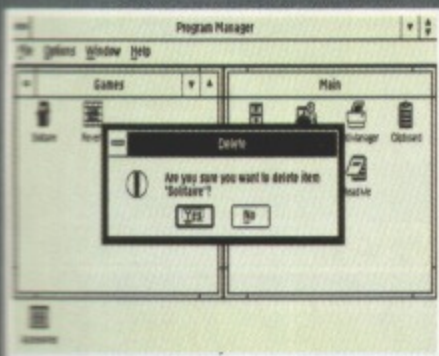 Program Manager
File Options Window Help
Games
Main
Solitaire
Clipboard
Delete
Are you sure you want to delete item
"Solitaire"?
Yes
No